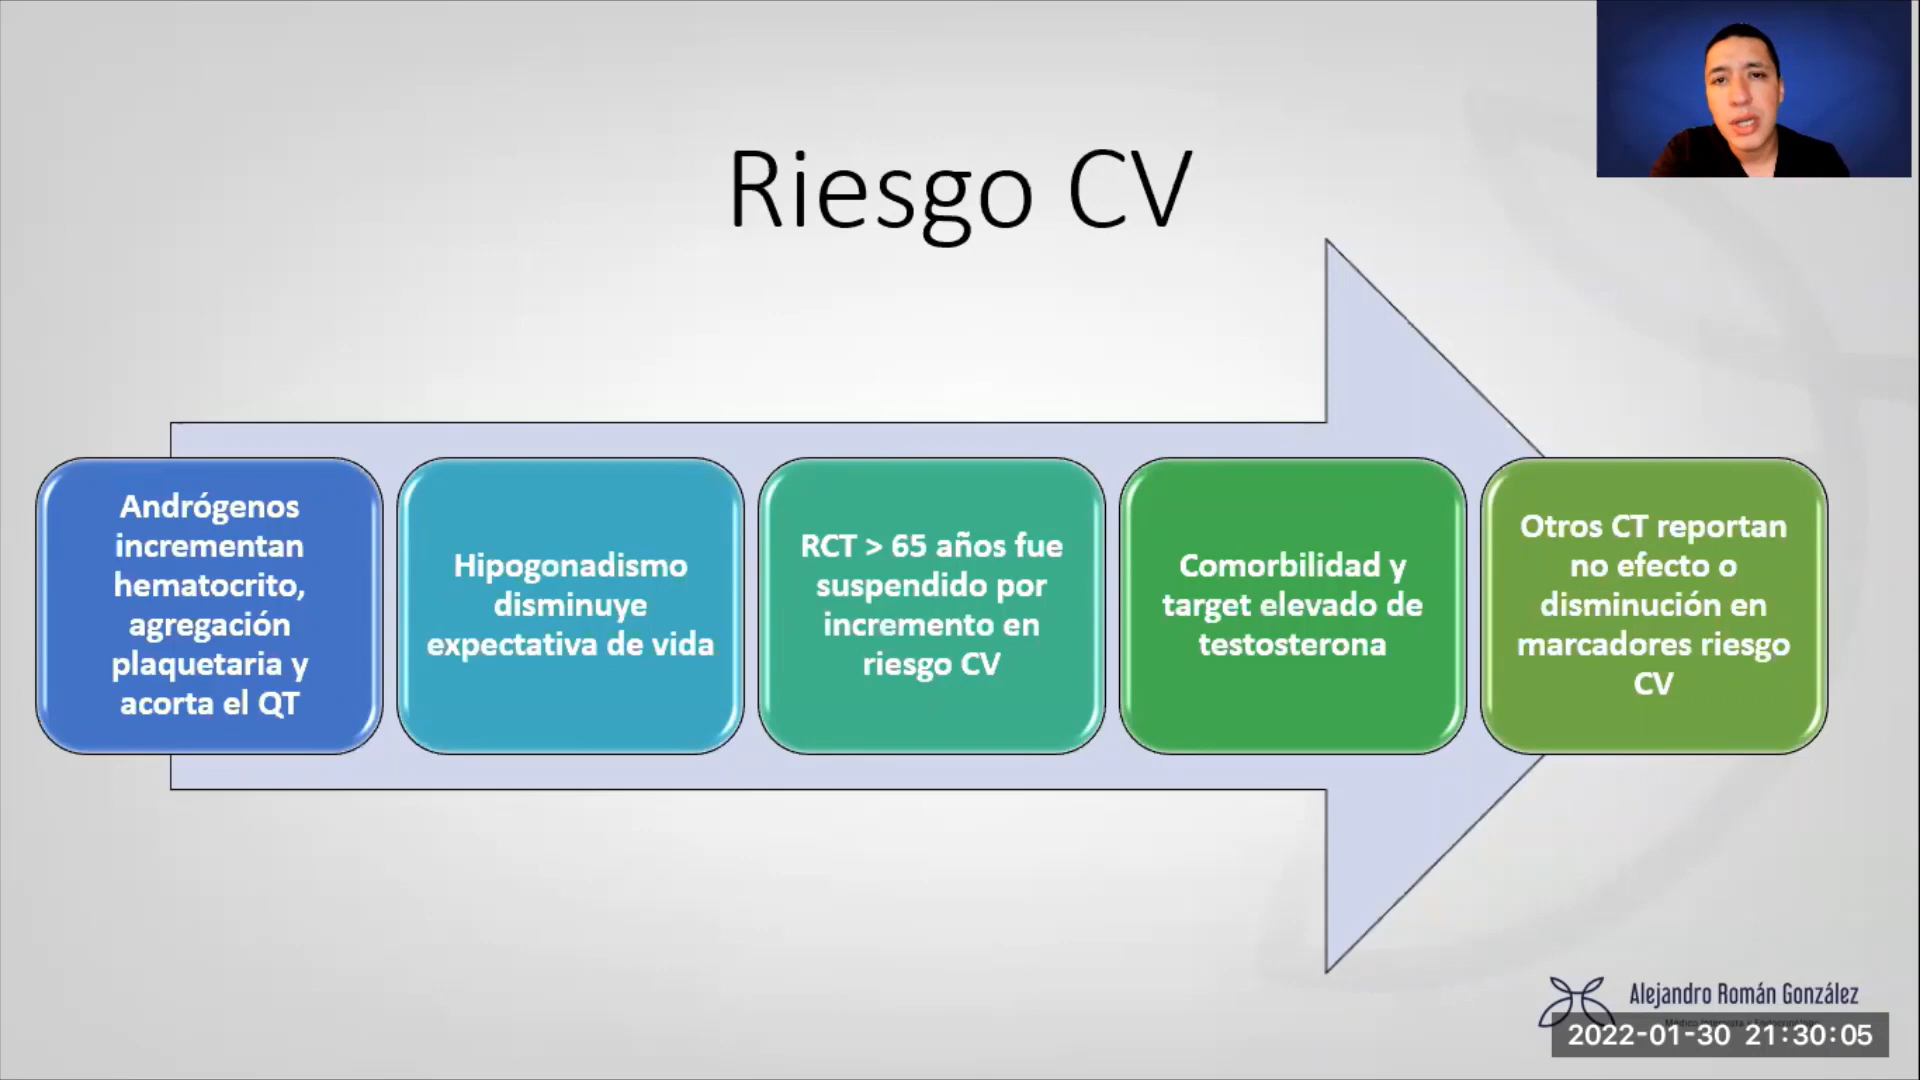 Riesgo CV
Andrógenos
incrementan
hematocrito,
agregación
plaquetaria y
acorta el QT
Hipogonadismo
disminuye
expectativa de vida
RCT > 65 años fue
suspendido por
incremento en
riesgo CV
Comorbilidad y
target elevado de
testosterona
Otros CT reportan
no efecto o
disminución en
marcadores riesgo
CV
Alejandro Román González
2022-01-30 21:30:05